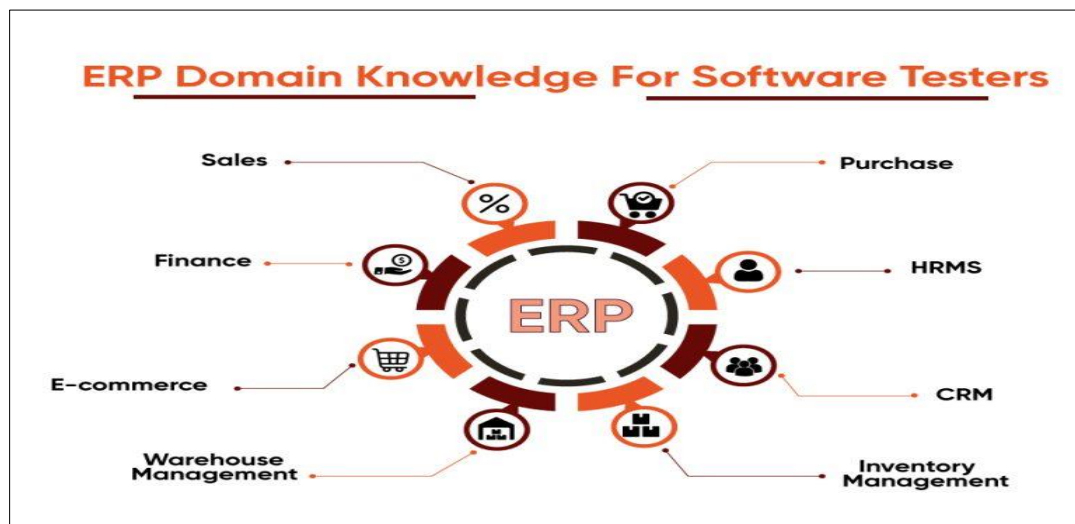 ERP Domain Knowledge For Software Testers
Sales
Purchase
Finance
HRMS
ERP
E-commerce
CRM
Warehouse
Management
Inventory
Management